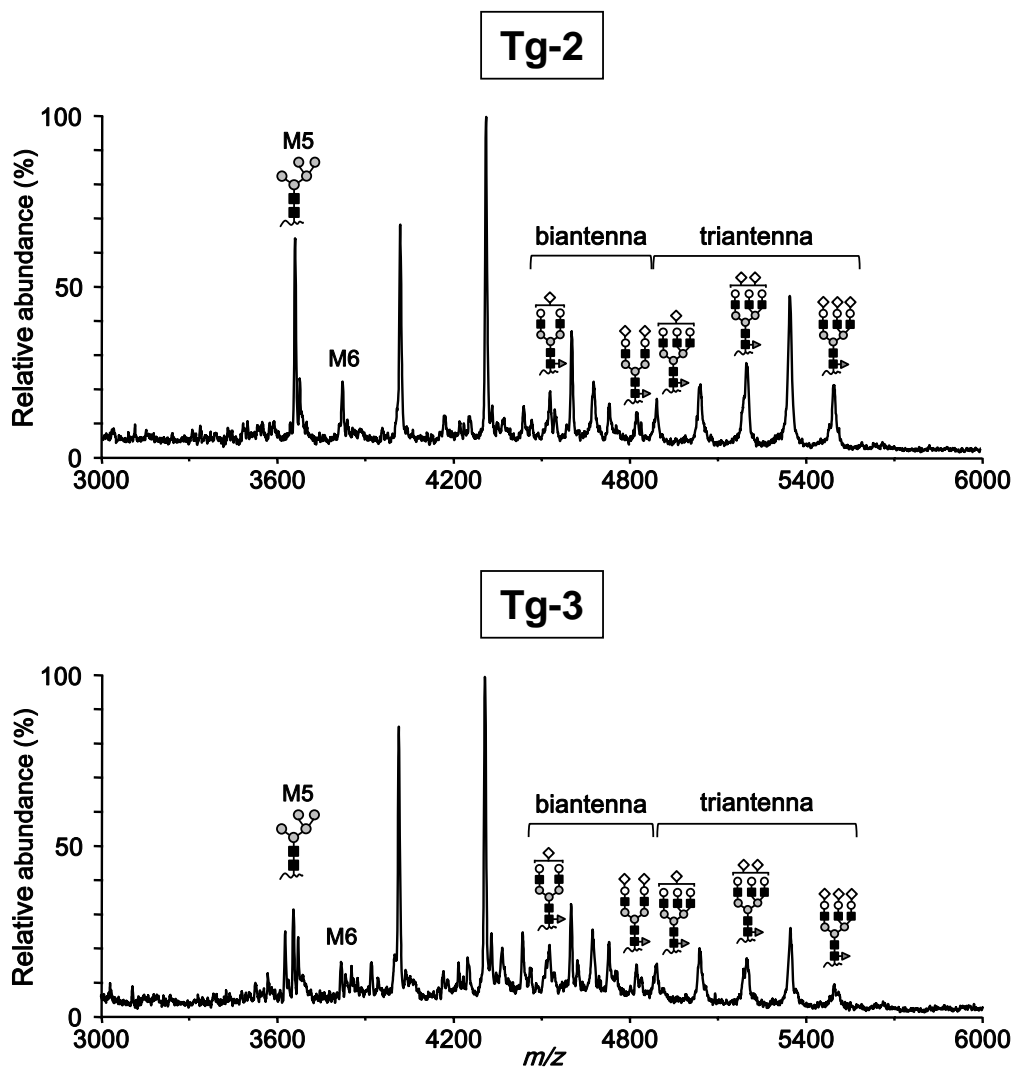 Tg-2
Relative abundance (%)
100
50
0
M5
M6
biantenna
triantenna
3000 3600 4200 4800 5400 6000
Tg-3
Relative abundance (%)
100
50
0
M5
M6
biantenna
triantenna
3000 3600 4200 4800 5400 6000
m/z